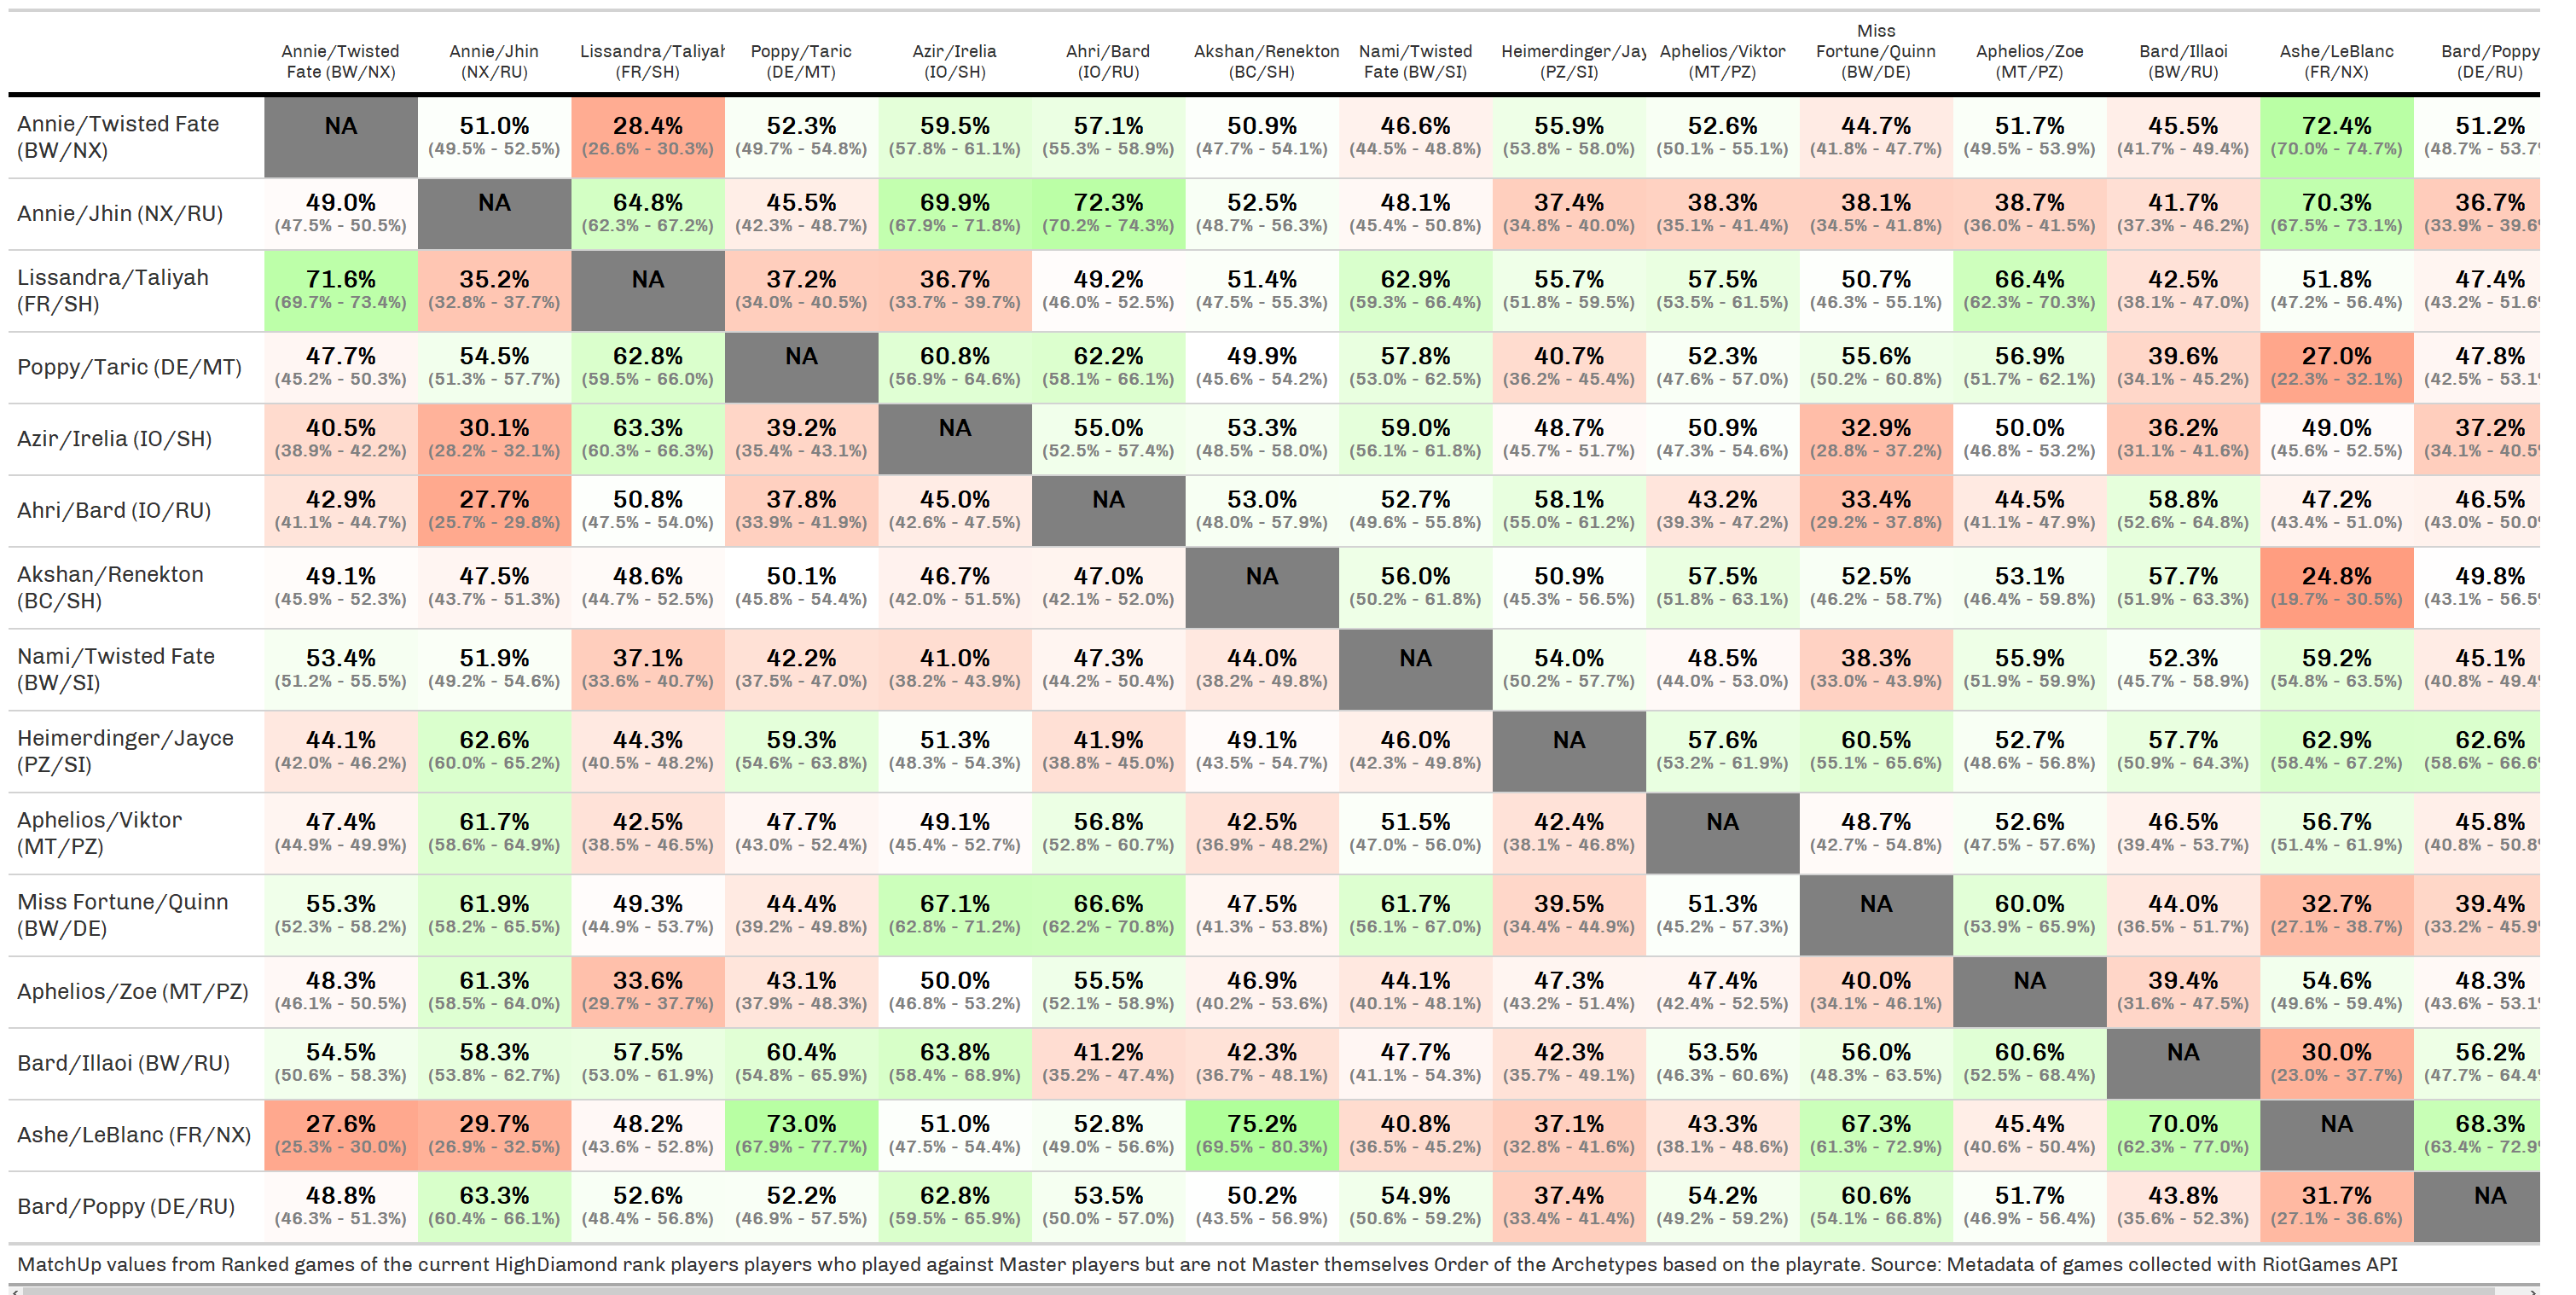 Annie/Twisted Fate (BW/NX) Annie/Jhin (NX/RU) Lissandra/Taliyah (FR/SH) Poppy/Taric (DE/MT) Azir/Irelia (IO/SH) Ahri/Bard (IO/RU) Akshan/Renekton (BC/SH) Nami/Twisted Fate (BW/SI) Heimerdinger/Jay (PZ/SI) Aphelios/Viktor (MT/PZ) Miss Fortune/Quinn (BW/DE) Aphelios/Zoe (MT/PZ) Bard/Illaoi (BW/RU) Ashe/LeBlanc (FR/NX) Bard/Poppy (DE/RU)
Annie/Twisted Fate (BW/NX) NA 51.0% 28.4% 52.3% 59.5% 57.1% 50.9% 46.6% 55.9% 52.6% 44.7% 51.7% 45.5% 72.4% 51.2%
(49.5% - 52.5%) (26.6% - 30.3%) (49.7% - 54.8%) (57.8% - 61.1%) (55.3% - 58.9%) (47.7% - 54.1%) (44.5% - 48.8%) (53.8% - 58.0%) (50.1% - 55.1%) (41.8% - 47.7%) (49.5% - 53.9%) (41.7% - 49.4%) (70.0% - 74.7%) (48.7% - 53.7
Annie/Jhin (NX/RU) 49.0% NA 64.8% 45.5% 69.9% 72.3% 52.5% 48.1% 37.4% 38.3% 38.1% 38.7% 41.7% 70.3% 36.7%
(47.5% - 50.5%) (62.3% - 67.2%) (42.3% - 48.7%) (67.9% - 71.8%) (70.2% - 74.3%) (48.7% - 56.3%) (45.4% - 50.8%) (34.8% - 40.0%) (35.1% - 41.4%) (34.5% - 41.8%) (36.0% - 41.5%) (37.3% - 46.2%) (67.5% - 73.1%) (33.9% - 39.6
Lissandra/Taliyah (FR/SH) 71.6% 35.2% NA 37.2% 36.7% 49.2% 51.4% 62.9% 55.7% 57.5% 50.7% 66.4% 42.5% 51.8% 47.4%
(69.7% - 73.4%) (32.8% - 37.7%) (34.0% - 40.5%) (33.7% - 39.7%) (46.0% - 52.5%) (47.5% - 55.3%) (59.3% - 66.4%) (51.8% - 59.5%) (53.5% - 61.5%) (46.3% - 55.1%) (62.3% - 70.3%) (38.1% - 47.0%) (47.2% - 56.4%) (43.2% - 51.6
Poppy/Taric (DE/MT) 47.7% 54.5% 62.8% NA 60.8% 62.2% 49.9% 57.8% 40.7% 52.3% 55.6% 56.9% 39.6% 27.0% 47.8%
(45.2% - 50.3%) (51.3% - 57.7%) (59.5% - 66.0%) (56.9% - 64.6%) (58.1% - 66.1%) (45.6% - 54.2%) (53.0% - 62.5%) (36.2% - 45.4%) (47.6% - 57.0%) (50.2% - 60.8%) (51.7% - 62.1%) (34.1% - 45.2%) (22.3% - 32.1%) (42.5% - 53.1
Azir/Irelia (IO/SH) 40.5% 30.1% 63.3% 39.2% NA 55.0% 53.3% 59.0% 48.7% 50.9% 32.9% 50.0% 36.2% 49.0% 37.2%
(38.9% - 42.2%) (28.2% - 32.1%) (60.3% - 66.3%) (35.4% - 43.1%) (52.5% - 57.4%) (48.5% - 58.0%) (56.1% - 61.8%) (45.7% - 51.7%) (47.3% - 54.6%) (28.8% - 37.2%) (46.8% - 53.2%) (31.1% - 41.6%) (45.6% - 52.5%) (34.1% - 40.5
Ahri/Bard (IO/RU) 42.9% 27.7% 50.8% 37.8% 45.0% NA 53.0% 52.7% 58.1% 43.2% 33.4% 44.5% 58.8% 47.2% 46.5%
(41.1% - 44.7%) (25.7% - 29.8%) (47.5% - 54.0%) (33.9% - 41.9%) (42.6% - 47.5%) (48.0% - 57.9%) (49.6% - 55.8%) (55.0% - 61.2%) (39.3% - 47.2%) (29.2% - 37.8%) (41.1% - 47.9%) (52.6% - 64.8%) (43.4% - 51.0%) (43.0% - 50.0
Akshan/Renekton (BC/SH) 49.1% 47.5% 48.6% 50.1% 46.7% 47.0% NA 56.0% 50.9% 57.5% 52.5% 53.1% 57.7% 24.8% 49.8%
(45.9% - 52.3%) (43.7% - 51.3%) (44.7% - 52.5%) (45.8% - 54.4%) (42.0% - 51.5%) (42.1% - 52.0%) (50.2% - 61.8%) (45.3% - 56.5%) (51.8% - 63.1%) (46.2% - 58.7%) (46.4% - 59.8%) (51.9% - 63.3%) (19.7% - 30.5%) (43.1% - 56.5
Nami/Twisted Fate (BW/SI) 53.4% 51.9% 37.1% 42.2% 41.0% 47.3% 44.0% NA 54.0% 48.5% 38.3% 55.9% 52.3% 59.2% 45.1%
(51.2% - 55.5%) (49.2% - 54.6%) (33.6% - 40.7%) (37.5% - 47.0%) (38.2% - 43.9%) (44.2% - 50.4%) (38.2% - 49.8%) (50.2% - 57.7%) (44.0% - 53.0%) (33.0% - 43.9%) (51.9% - 59.9%) (45.7% - 58.9%) (54.8% - 63.5%) (40.8% - 49.4
Heimerdinger/Jayce (PZ/SI) 44.1% 62.6% 44.3% 59.3% 51.3% 41.9% 49.1% 46.0% NA 57.6% 60.5% 52.7% 57.7% 62.9% 62.6%
(42.0% - 46.2%) (60.0% - 65.2%) (40.5% - 48.2%) (54.6% - 63.8%) (48.3% - 54.3%) (38.8% - 45.0%) (43.5% - 54.7%) (42.3% - 49.8%) (53.2% - 61.9%) (55.1% - 65.6%) (48.6% - 56.8%) (50.9% - 64.3%) (58.4% - 67.2%) (58.6% - 66.6
Aphelios/Viktor (MT/PZ) 47.4% 61.7% 42.5% 47.7% 49.1% 56.8% 42.5% 51.5% 42.4% NA 48.7% 52.6% 46.5% 56.7% 45.8%
(44.9% - 49.9%) (58.6% - 64.9%) (38.5% - 46.5%) (43.0% - 52.4%) (45.4% - 52.7%) (52.8% - 60.7%) (36.9% - 48.2%) (47.0% - 56.0%) (38.1% - 46.8%) (42.7% - 54.8%) (47.5% - 57.6%) (39.4% - 53.7%) (51.4% - 61.9%) (40.8% - 50.8
Miss Fortune/Quinn (BW/DE) 55.3% 61.9% 49.3% 44.4% 67.1% 66.6% 47.5% 61.7% 39.5% 51.3% NA 60.0% 44.0% 32.7% 39.4%
(52.3% - 58.2%) (58.2% - 65.5%) (44.9% - 53.7%) (39.2% - 49.8%) (62.8% - 71.2%) (62.2% - 70.8%) (41.3% - 53.8%) (56.1% - 67.0%) (34.4% - 44.9%) (45.2% - 57.3%) (53.9% - 65.9%) (36.5% - 51.7%) (27.1% - 38.7%) (33.2% - 45.9
Aphelios/Zoe (MT/PZ) 48.3% 61.3% 33.6% 43.1% 50.0% 55.5% 46.9% 44.1% 47.3% 47.4% 40.0% NA 39.4% 54.6% 48.3%
(46.1% - 50.5%) (58.5% - 64.0%) (29.7% - 37.7%) (37.9% - 48.3%) (46.8% - 53.2%) (52.1% - 58.9%) (40.2% - 53.6%) (40.1% - 48.1%) (43.2% - 51.4%) (42.4% - 52.5%) (34.1% - 46.1%) (31.6% - 47.5%) (49.6% - 59.4%) (43.6% - 53.1
Bard/Illaoi (BW/RU) 54.5% 58.3% 57.5% 60.4% 63.8% 41.2% 42.3% 47.7% 42.3% 53.5% 56.0% 60.6% NA 30.0% 56.2%
(50.6% - 58.3%) (53.8% - 62.7%) (53.0% - 61.9%) (54.8% - 65.9%) (58.4% - 68.9%) (35.2% - 47.4%) (36.7% - 48.1%) (41.1% - 54.3%) (35.7% - 49.1%) (46.3% - 60.6%) (48.3% - 63.5%) (52.5% - 68.4%) (23.0% - 37.7%) (47.7% - 64.4
Ashe/LeBlanc (FR/NX) 27.6% 29.7% 48.2% 73.0% 51.0% 52.8% 75.2% 40.8% 37.1% 43.3% 67.3% 45.4% 70.0% NA 68.3%
(25.3% - 30.0%) (26.9% - 32.5%) (43.6% - 52.8%) (67.9% - 77.7%) (47.5% - 54.4%) (49.0% - 56.6%) (69.5% - 80.3%) (36.5% - 45.2%) (32.8% - 41.6%) (38.1% - 48.6%) (61.3% - 72.9%) (40.6% - 50.4%) (62.3% - 77.0%) (63.4% - 72.9
Bard/Poppy (DE/RU) 48.8% 63.3% 52.6% 52.2% 62.8% 53.5% 50.2% 54.9% 37.4% 54.2% 60.6% 51.7% 43.8% 31.7% NA
(46.3% - 51.3%) (60.4% - 66.1%) (48.4% - 56.8%) (46.9% - 57.5%) (59.5% - 65.9%) (50.0% - 57.0%) (43.5% - 56.9%) (50.6% - 59.2%) (33.4% - 41.4%) (49.2% - 59.2%) (54.1% - 66.8%) (46.9% - 56.4%) (35.6% - 52.3%) (27.1% - 36.6%)
MatchUp values from Ranked games of the current HighDiamond rank players players who played against Master players but are not Master themselves Order of the Archetypes based on the playrate. Source: Metadata of games collected with RiotGames API